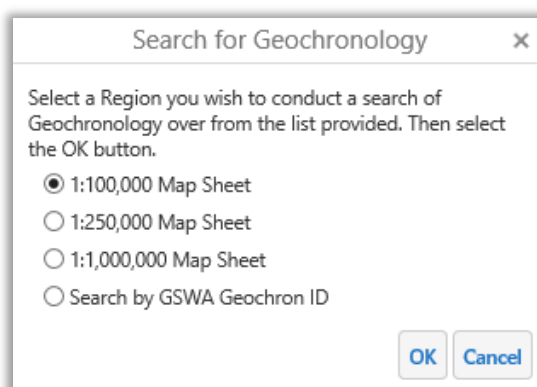 Search for Geochronology
Select a Region you wish to conduct a search of
Geochronology over from the list provided. Then select
the OK button.
1:100,000 Map Sheet
1:250,000 Map Sheet
1:1,000,000 Map Sheet
Search by GSWA Geochron ID
OK Cancel